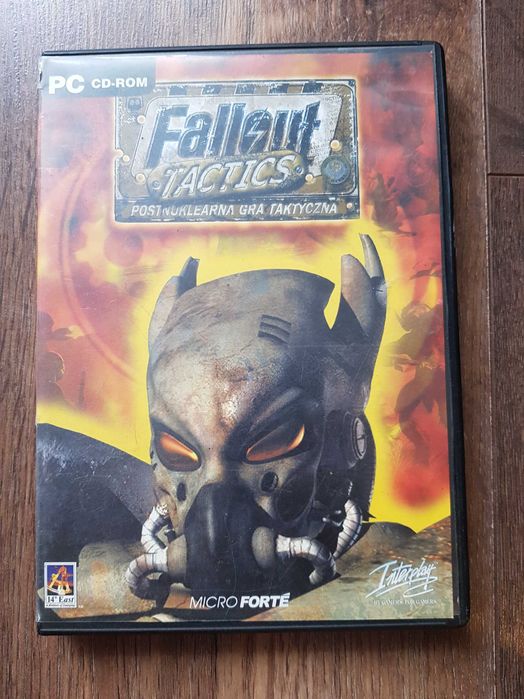 PC CD-ROM
Fallout
TACTICS
POSTNUKLEARNA GRA TAKTYCZNA
14° East
MICRO FORTÉ
Interplay
BY GAMERS. FOR GAMERS.